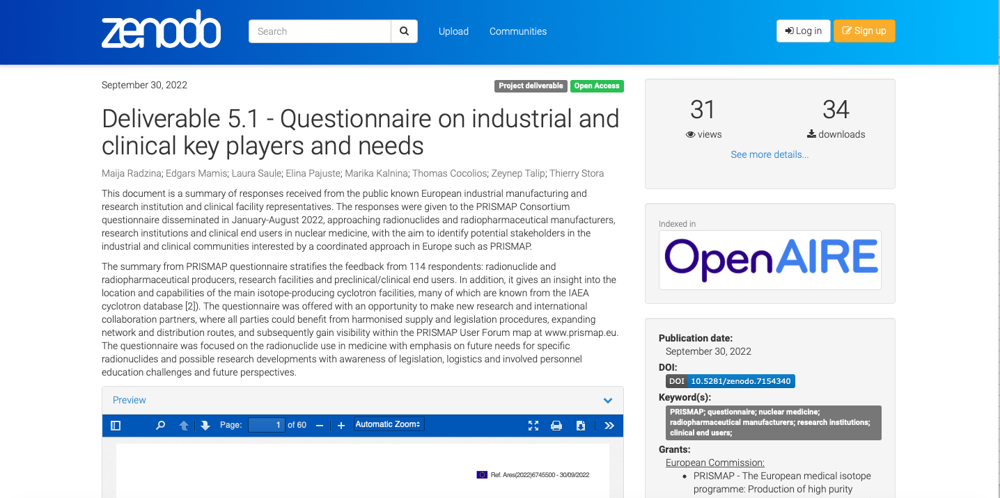 zenodo
Search
Upload
Communities
Log in
Sign up
September 30, 2022
Project deliverable
Open Access
Deliverable 5.1 - Questionnaire on industrial and
clinical key players and needs
Maija Radzina; Edgars Mamis; Laura Saule; Elina Pajuste; Marika Kalnina; Thomas Cocolios; Zeynep Talip; Thierry Stora
This document is a summary of responses received from the public known European industrial manufacturing and
research institution and clinical facility representatives. The responses were given to the PRISMAP Consortium
questionnaire disseminated in January-August 2022, approaching radionuclides and radiopharmaceutical manufacturers,
research institutions and clinical end users in nuclear medicine, with the aim to identify potential stakeholders in the
industrial and clinical communities interested by a coordinated approach in Europe such as PRISMAP.
The summary from PRISMAP questionnaire stratifies the feedback from 114 respondents: radionuclide and
radiopharmaceutical producers, research facilities and preclinical/clinical end users. In addition, it gives an insight into the
location and capabilities of the main isotope-producing cyclotron facilities, many of which are known from the IAEA
cyclotron database [2]). The questionnaire was offered with an opportunity to make new research and international
collaboration partners, where all parties could benefit from harmonised supply and legislation procedures, expanding
network and distribution routes, and subsequently gain visibility within the PRISMAP User Forum map at www.prismap.eu.
The questionnaire was focused on the radionuclide use in medicine with emphasis on future needs for specific
radionuclides and possible research developments with awareness of legislation, logistics and involved personnel
education challenges and future perspectives.
Preview
Page: 1 of 60
Automatic Zoom
Ref. Ares(2022)6745500 - 30/09/2022
31
views
34
downloads
See more details...
Indexed in
OpenAIRE
Publication date:
September 30, 2022
DOI:
DOI 10.5281/zenodo.7154340
Keyword(s):
PRISMAP; questionnaire; nuclear medicine;
radiopharmaceutical manufacturers; research institutions;
clinical end users;
Grants:
European Commission:
PRISMAP - The European medical isotope
programme: Production of high purity